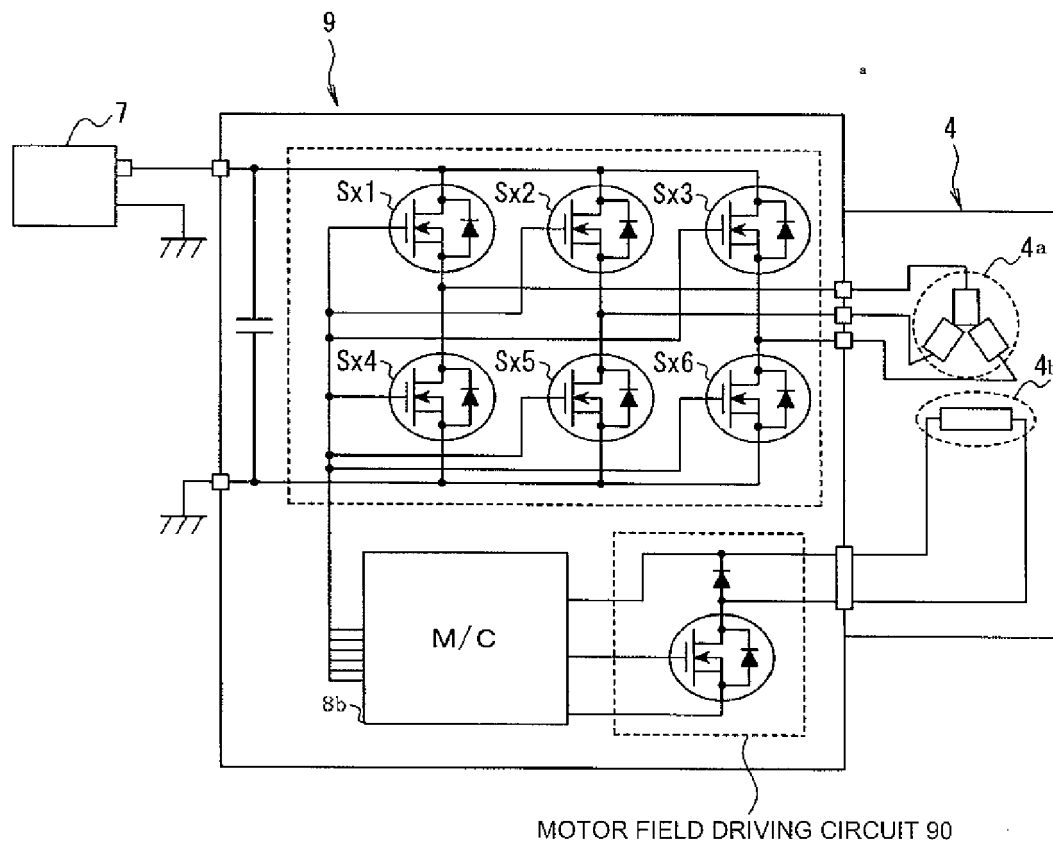 9
a
7
4
Sx1
Sx2
Sx3
4a
Sx4
Sx5
Sx6
4b
M/C
8b
MOTOR FIELD DRIVING CIRCUIT 90